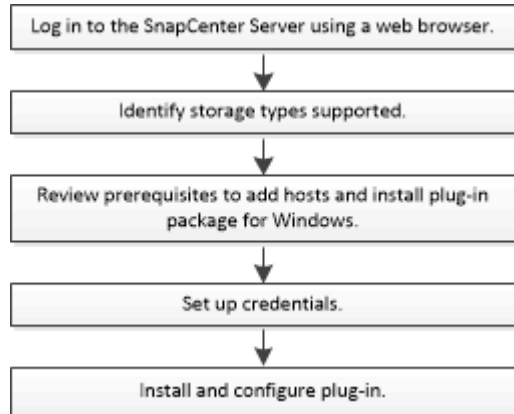 Log in to the SnapCenter Server using a web browser.
Identify storage types supported.
Review prerequisites to add hosts and install plug-in
package for Windows.
Set up credentials.
Install and configure plug-in.